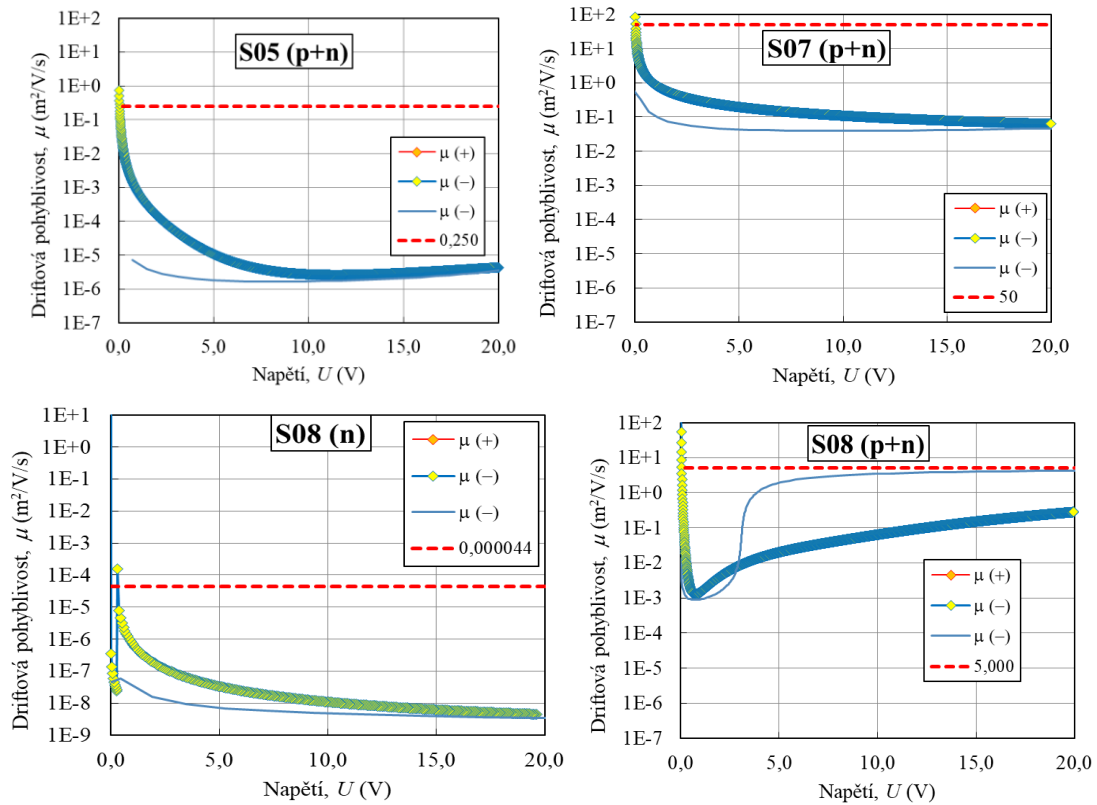 S05 (p+n)
Driftová pohyblivost, μ (m²/V/s)
1E+2
1E+1
1E+0
1E-1
1E-2
1E-3
1E-4
1E-5
1E-6
1E-7
μ (+)
μ (−)
μ (−)
0,250
0,0 5,0 10,0 15,0 20,0
Napětí, U (V)
S07 (p+n)
Driftová pohyblivost, μ (m²/V/s)
1E+2
1E+1
1E+0
1E-1
1E-2
1E-3
1E-4
1E-5
1E-6
1E-7
μ (+)
μ (−)
μ (−)
50
0,0 5,0 10,0 15,0 20,0
Napětí, U (V)
S08 (n)
Driftová pohyblivost, μ (m²/V/s)
1E+1
1E+0
1E-1
1E-2
1E-3
1E-4
1E-5
1E-6
1E-7
1E-8
1E-9
μ (+)
μ (−)
μ (−)
0,000044
0,0 5,0 10,0 15,0 20,0
Napětí, U (V)
S08 (p+n)
Driftová pohyblivost, μ (m²/V/s)
1E+2
1E+1
1E+0
1E-1
1E-2
1E-3
1E-4
1E-5
1E-6
1E-7
μ (+)
μ (−)
μ (−)
5,000
0,0 5,0 10,0 15,0 20,0
Napětí, U (V)